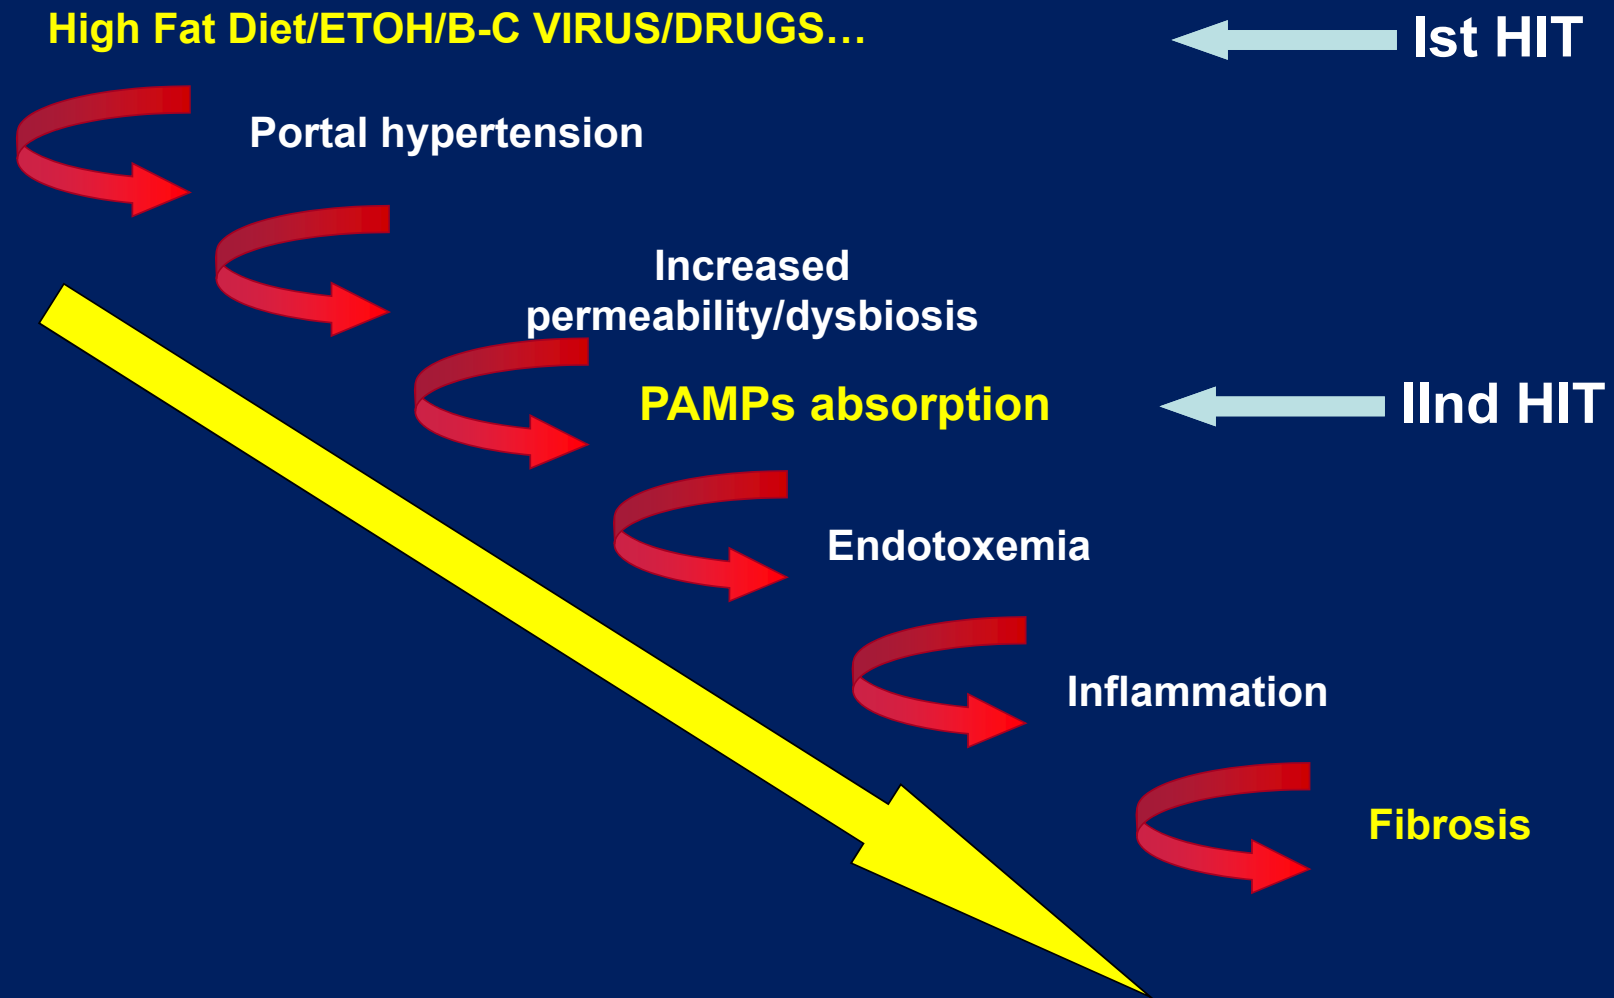 High Fat Diet/ETOH/B-C VIRUS/DRUGS…
Ist HIT
Portal hypertension
Increased
permeability/dysbiosis
PAMPs absorption
IInd HIT
Endotoxemia
Inflammation
Fibrosis